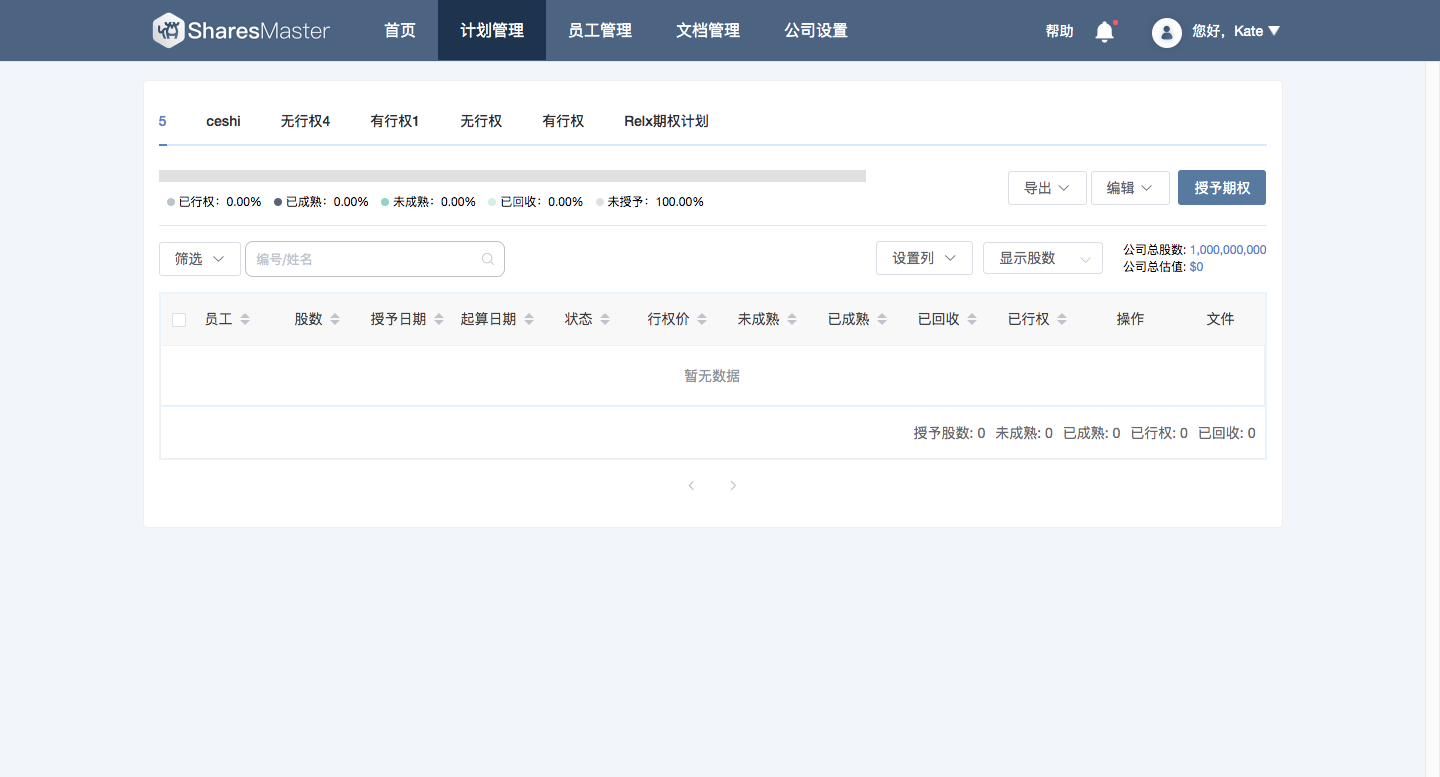 SharesMaster 首页 计划管理 员工管理 文档管理 公司设置 帮助 您好，Kate
5 ceshi 无行权4 有行权1 无行权 有行权 Relx期权计划
导出 编辑 授予期权
已行权：0.00% 已成熟：0.00% 未成熟：0.00% 已回收：0.00% 未授予：100.00%
筛选 编号/姓名 设置列 显示股数
公司总股数: 1,000,000,000
公司总估值: $0
员工 股数 授予日期 起算日期 状态 行权价 未成熟 已成熟 已回收 已行权 操作 文件
暂无数据
授予股数: 0 未成熟: 0 已成熟: 0 已行权: 0 已回收: 0